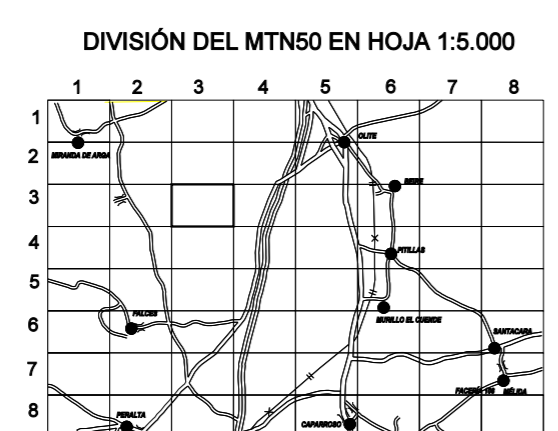 DIVISIÓN DEL MTN50 EN HOJA 1:5.000
1 2 3 4 5 6 7 8
1
OLITE
2
MIRANDA DE ARGA
3
BEIRE
4
PITILLAS
5
6
FALCES
MURILLO EL CUENDE
SANTACARA
7
FACERÍA 105 MÉLIDA
8
PERALTA
CAPARROSO